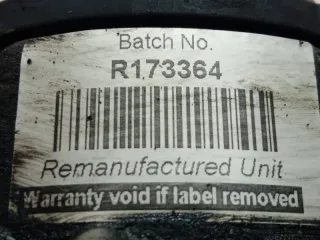 Batch No.
R173364
Remanufactured Unit
Warranty void if label removed